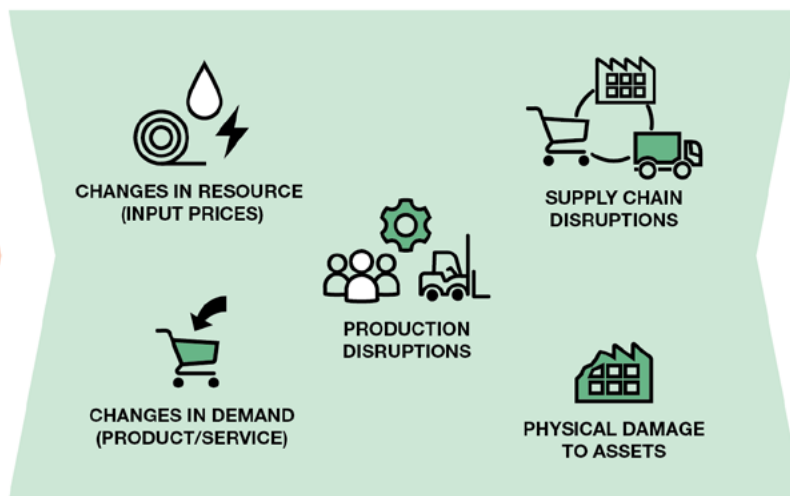 CHANGES IN RESOURCE
(INPUT PRICES)
SUPPLY CHAIN
DISRUPTIONS
PRODUCTION
DISRUPTIONS
CHANGES IN DEMAND
(PRODUCT/SERVICE)
PHYSICAL DAMAGE
TO ASSETS